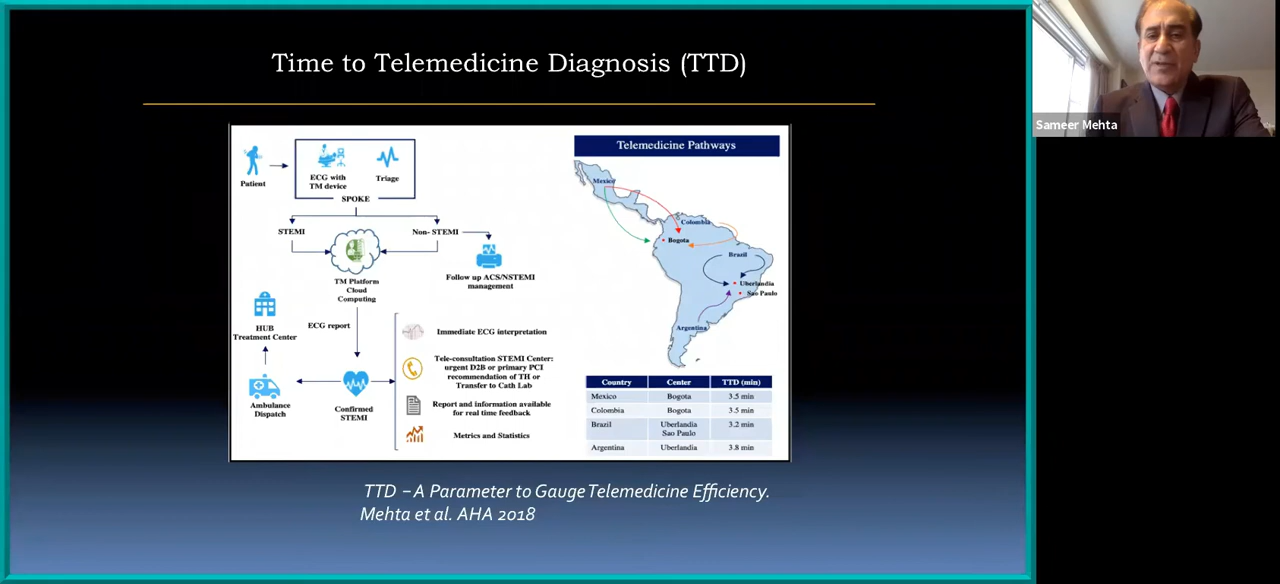 Time to Telemedicine Diagnosis (TTD)
Sameer Mehta
Patient
ECG with
TM device
Triage
SPOKE
STEMI
Non- STEMI
TM Platform
Cloud
Computing
Follow up ACS/NSTEMI
management
HUB
Treatment Center
ECG report
Ambulance
Dispatch
Confirmed
STEMI
Immediate ECG interpretation
Tele-consultation STEMI Center:
urgent D2B or primary PCI
recommendation of TH or
Transfer to Cath Lab
Report and information available
for real time feedback
Metrics and Statistics
Telemedicine Pathways
Mexico
Colombia
Bogota
Brazil
Uberlandia
Sao Paulo
Argentina
Country Center TTD (min)
Mexico Bogota 3.5 min
Colombia Bogota 3.5 min
Brazil Uberlandia 3.2 min
Sao Paulo
Argentina Uberlandia 3.8 min
TTD – A Parameter to Gauge Telemedicine Efficiency.
Mehta et al. AHA 2018